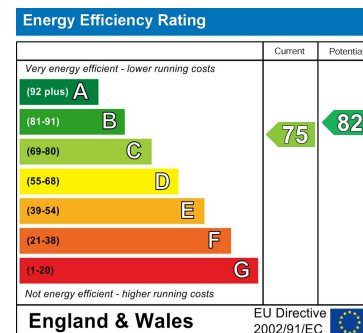 Energy Efficiency Rating
Current Potential
Very energy efficient - lower running costs
(92 plus) A
(81-91) B
(69-80) C
(55-68) D
(39-54) E
(21-38) F
(1-20) G
75
82
Not energy efficient - higher running costs
England & Wales
EU Directive
2002/91/EC